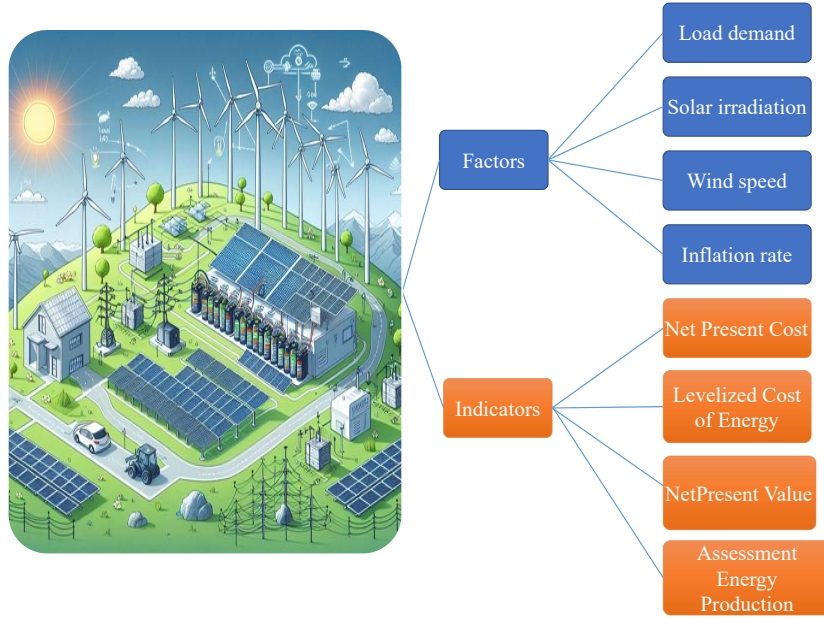 Load demand
Solar irradiation
Factors
Wind speed
Inflation rate
Net Present Cost
Levelized Cost
of Energy
Indicators
NetPresent Value
Assessment
Energy
Production